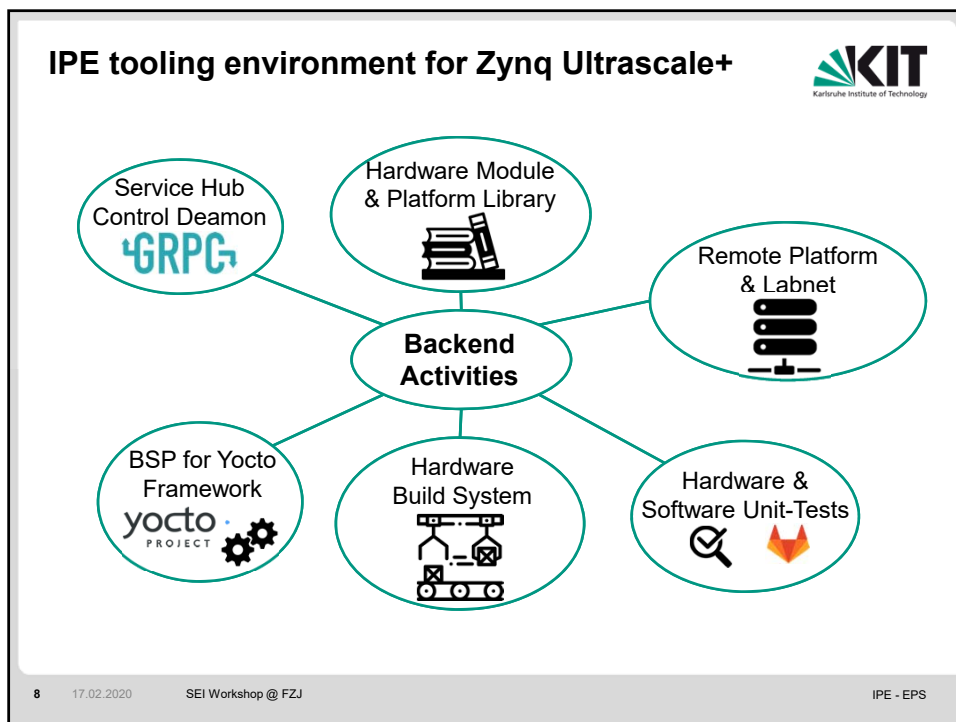 IPE tooling environment for Zynq Ultrascale+
KIT
Karlsruhe Institute of Technology
Service Hub
Control Deamon
GRPC
Hardware Module
& Platform Library
Remote Platform
& Labnet
Backend
Activities
BSP for Yocto
Framework
yocto
PROJECT
Hardware
Build System
Hardware &
Software Unit-Tests
8 17.02.2020 SEI Workshop @ FZJ IPE - EPS